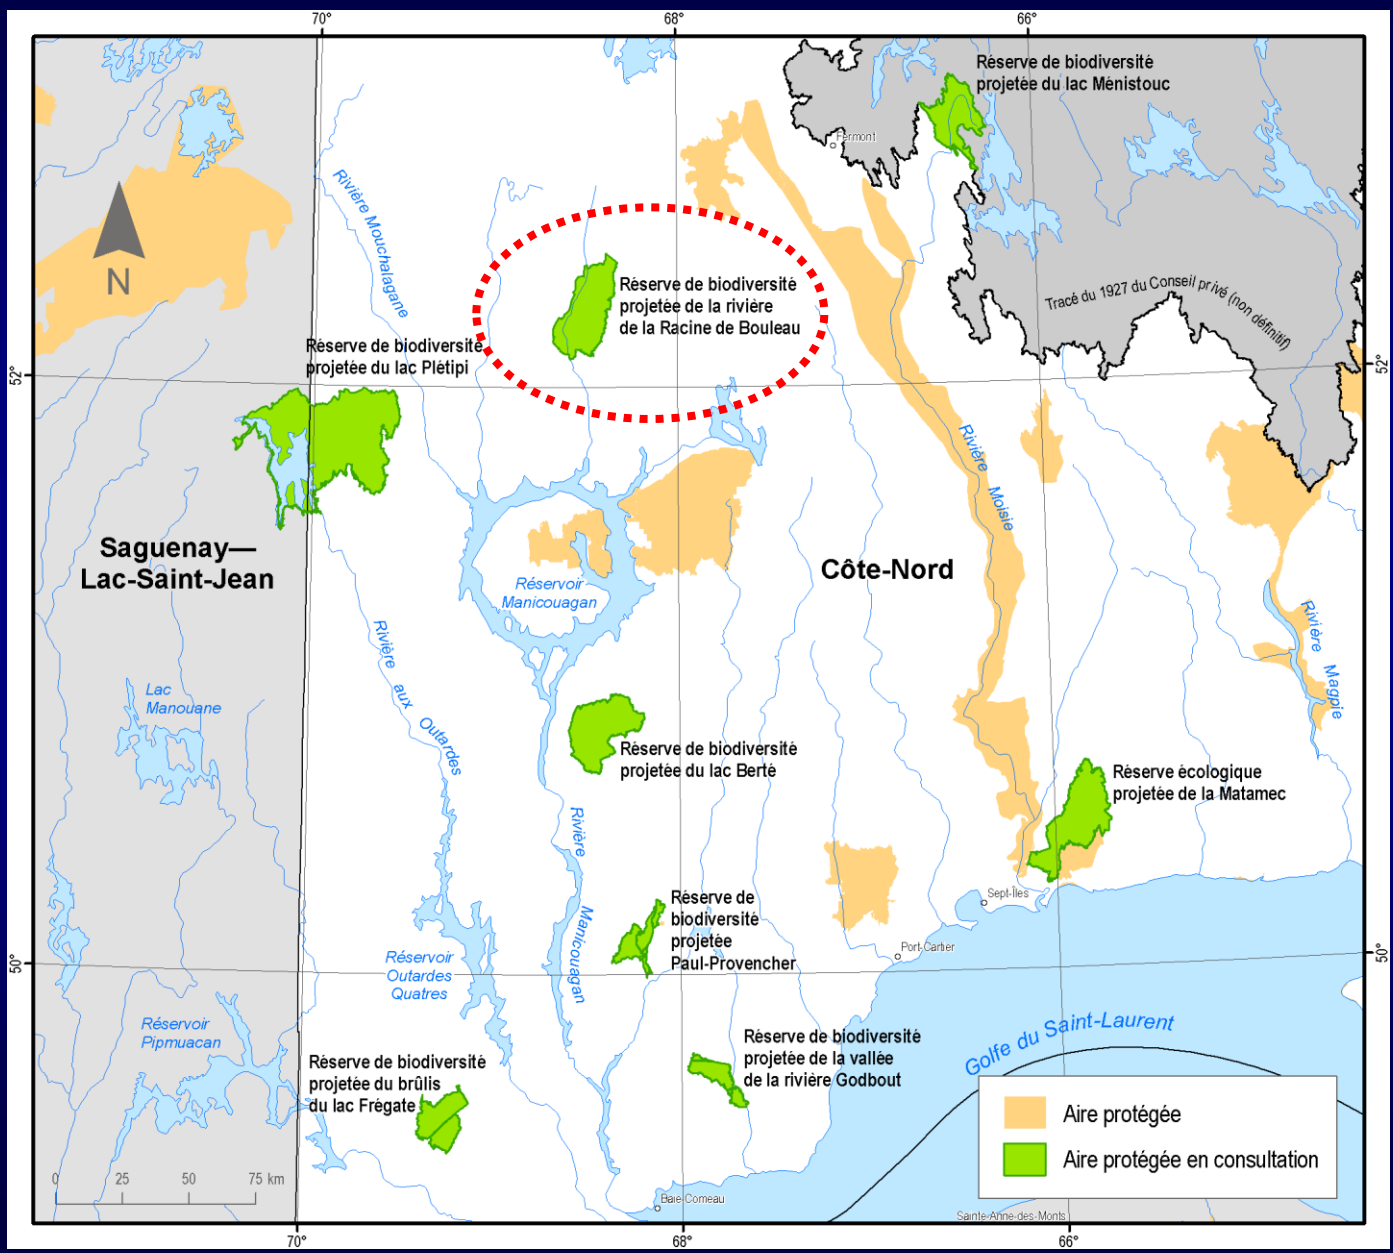 70°
68°
66°
Réserve de biodiversité
projetée du lac Ménistouc
Fermont
Rivière Mouchalagane
N
Réserve de biodiversité
projetée de la rivière
de la Racine de Bouleau
Tracé du 1927 du Conseil privé (non définitif)
Réserve de biodiversité
projetée du lac Plétipi
52°
52°
Rivière Moisie
Saguenay—
Lac-Saint-Jean
Côte-Nord
Réservoir
Manicouagan
Rivière aux Outardes
Rivière Magpie
Lac
Manouane
Réserve de biodiversité
projetée du lac Berté
Réserve écologique
projetée de la Matamec
Rivière Manicouagan
Réserve de
biodiversité
projetée
Paul-Provencher
Sept-Îles
Port-Cartier
50°
50°
Réservoir
Outardes
Quatres
Réservoir
Pipmuacan
Réserve de biodiversité
projetée de la vallée
de la rivière Godbout
Golfe du Saint-Laurent
Réserve de biodiversité
projetée du brûlis
du lac Frégate
Aire protégée
Aire protégée en consultation
0 25 50 75 km
Baie-Comeau
Sainte-Anne-des-Monts
70°
68°
66°